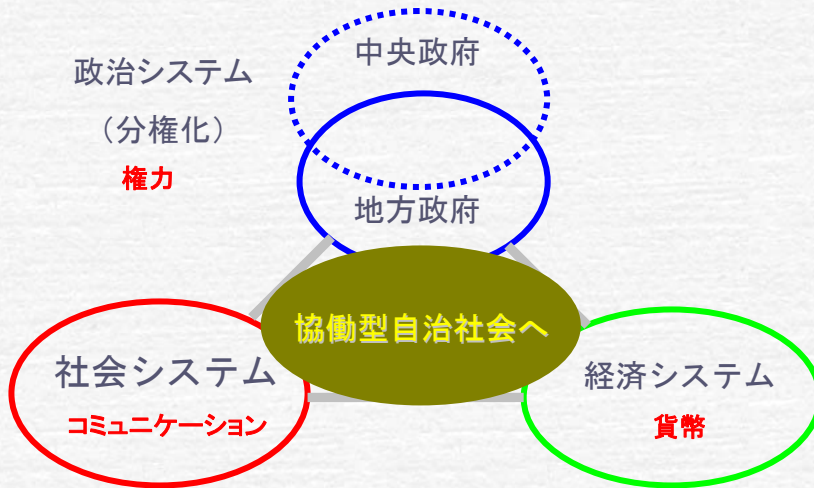 中央政府
政治システム
（分権化）
権力
地方政府
協働型自治社会へ
社会システム
コミュニケーション
経済システム
貨幣